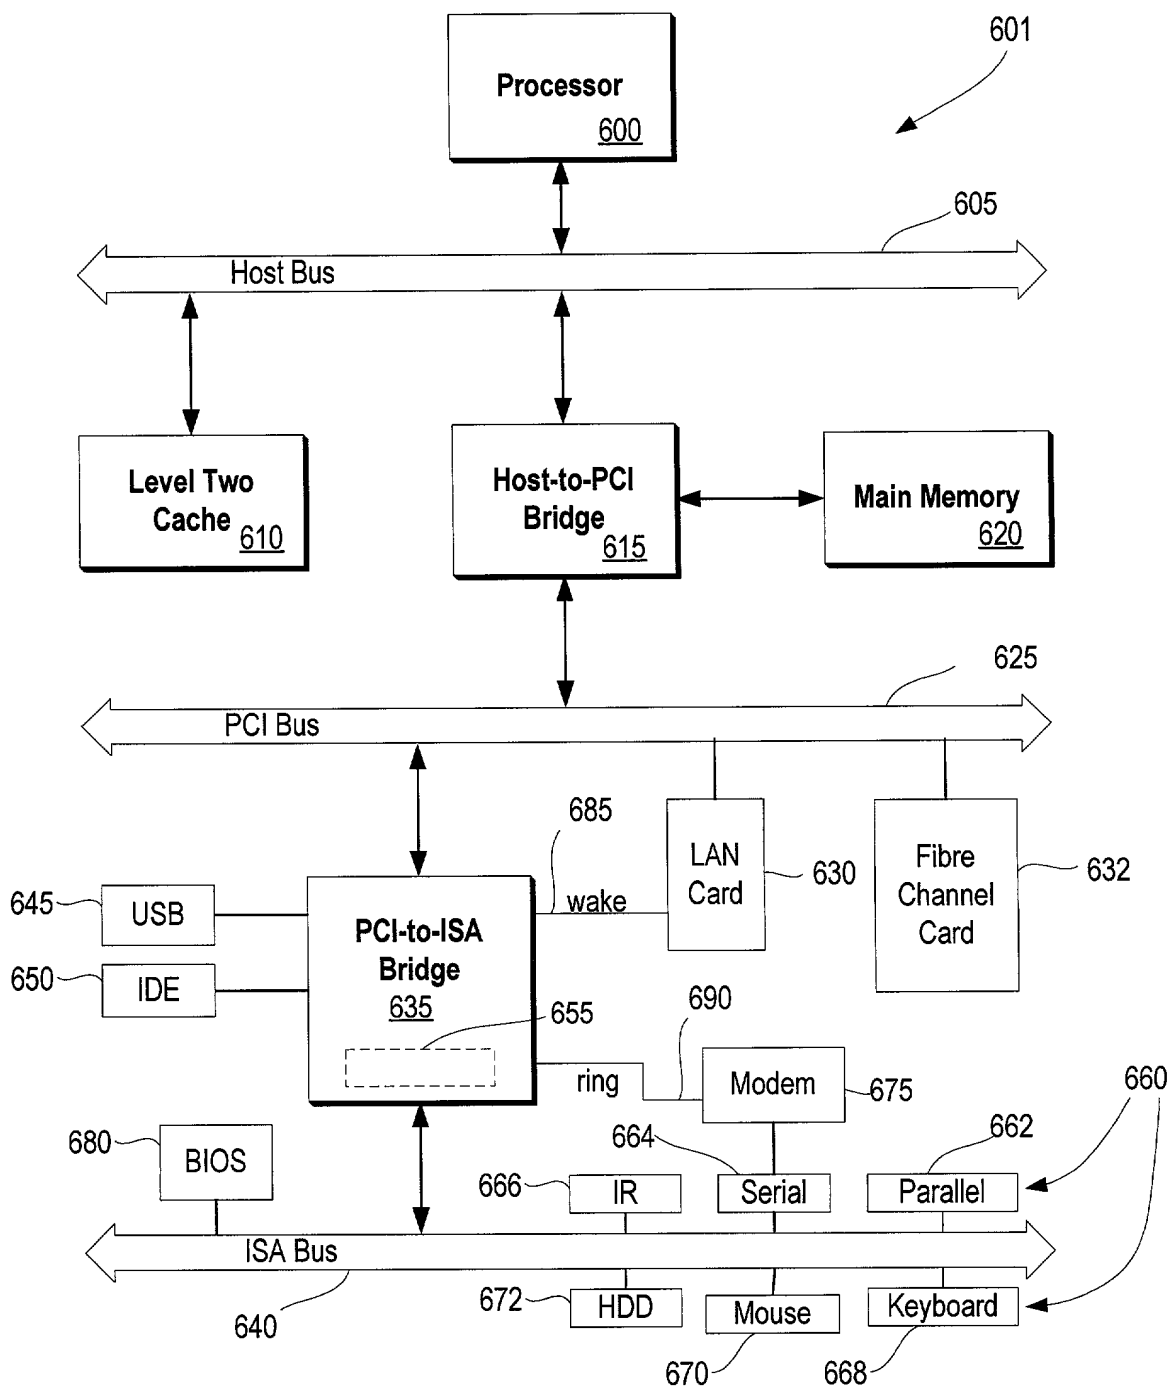 601
Processor
600
605
Host Bus
Level Two
Cache
610
Host-to-PCI
Bridge
615
Main Memory
620
625
PCI Bus
685
LAN
Card
630
Fibre
Channel
Card
632
645
USB
wake
PCI-to-ISA
Bridge
635
650
IDE
655
690
ring
Modem
675
660
680
BIOS
664
662
666
IR
Serial
Parallel
ISA Bus
640
672
HDD
Mouse
Keyboard
670
668